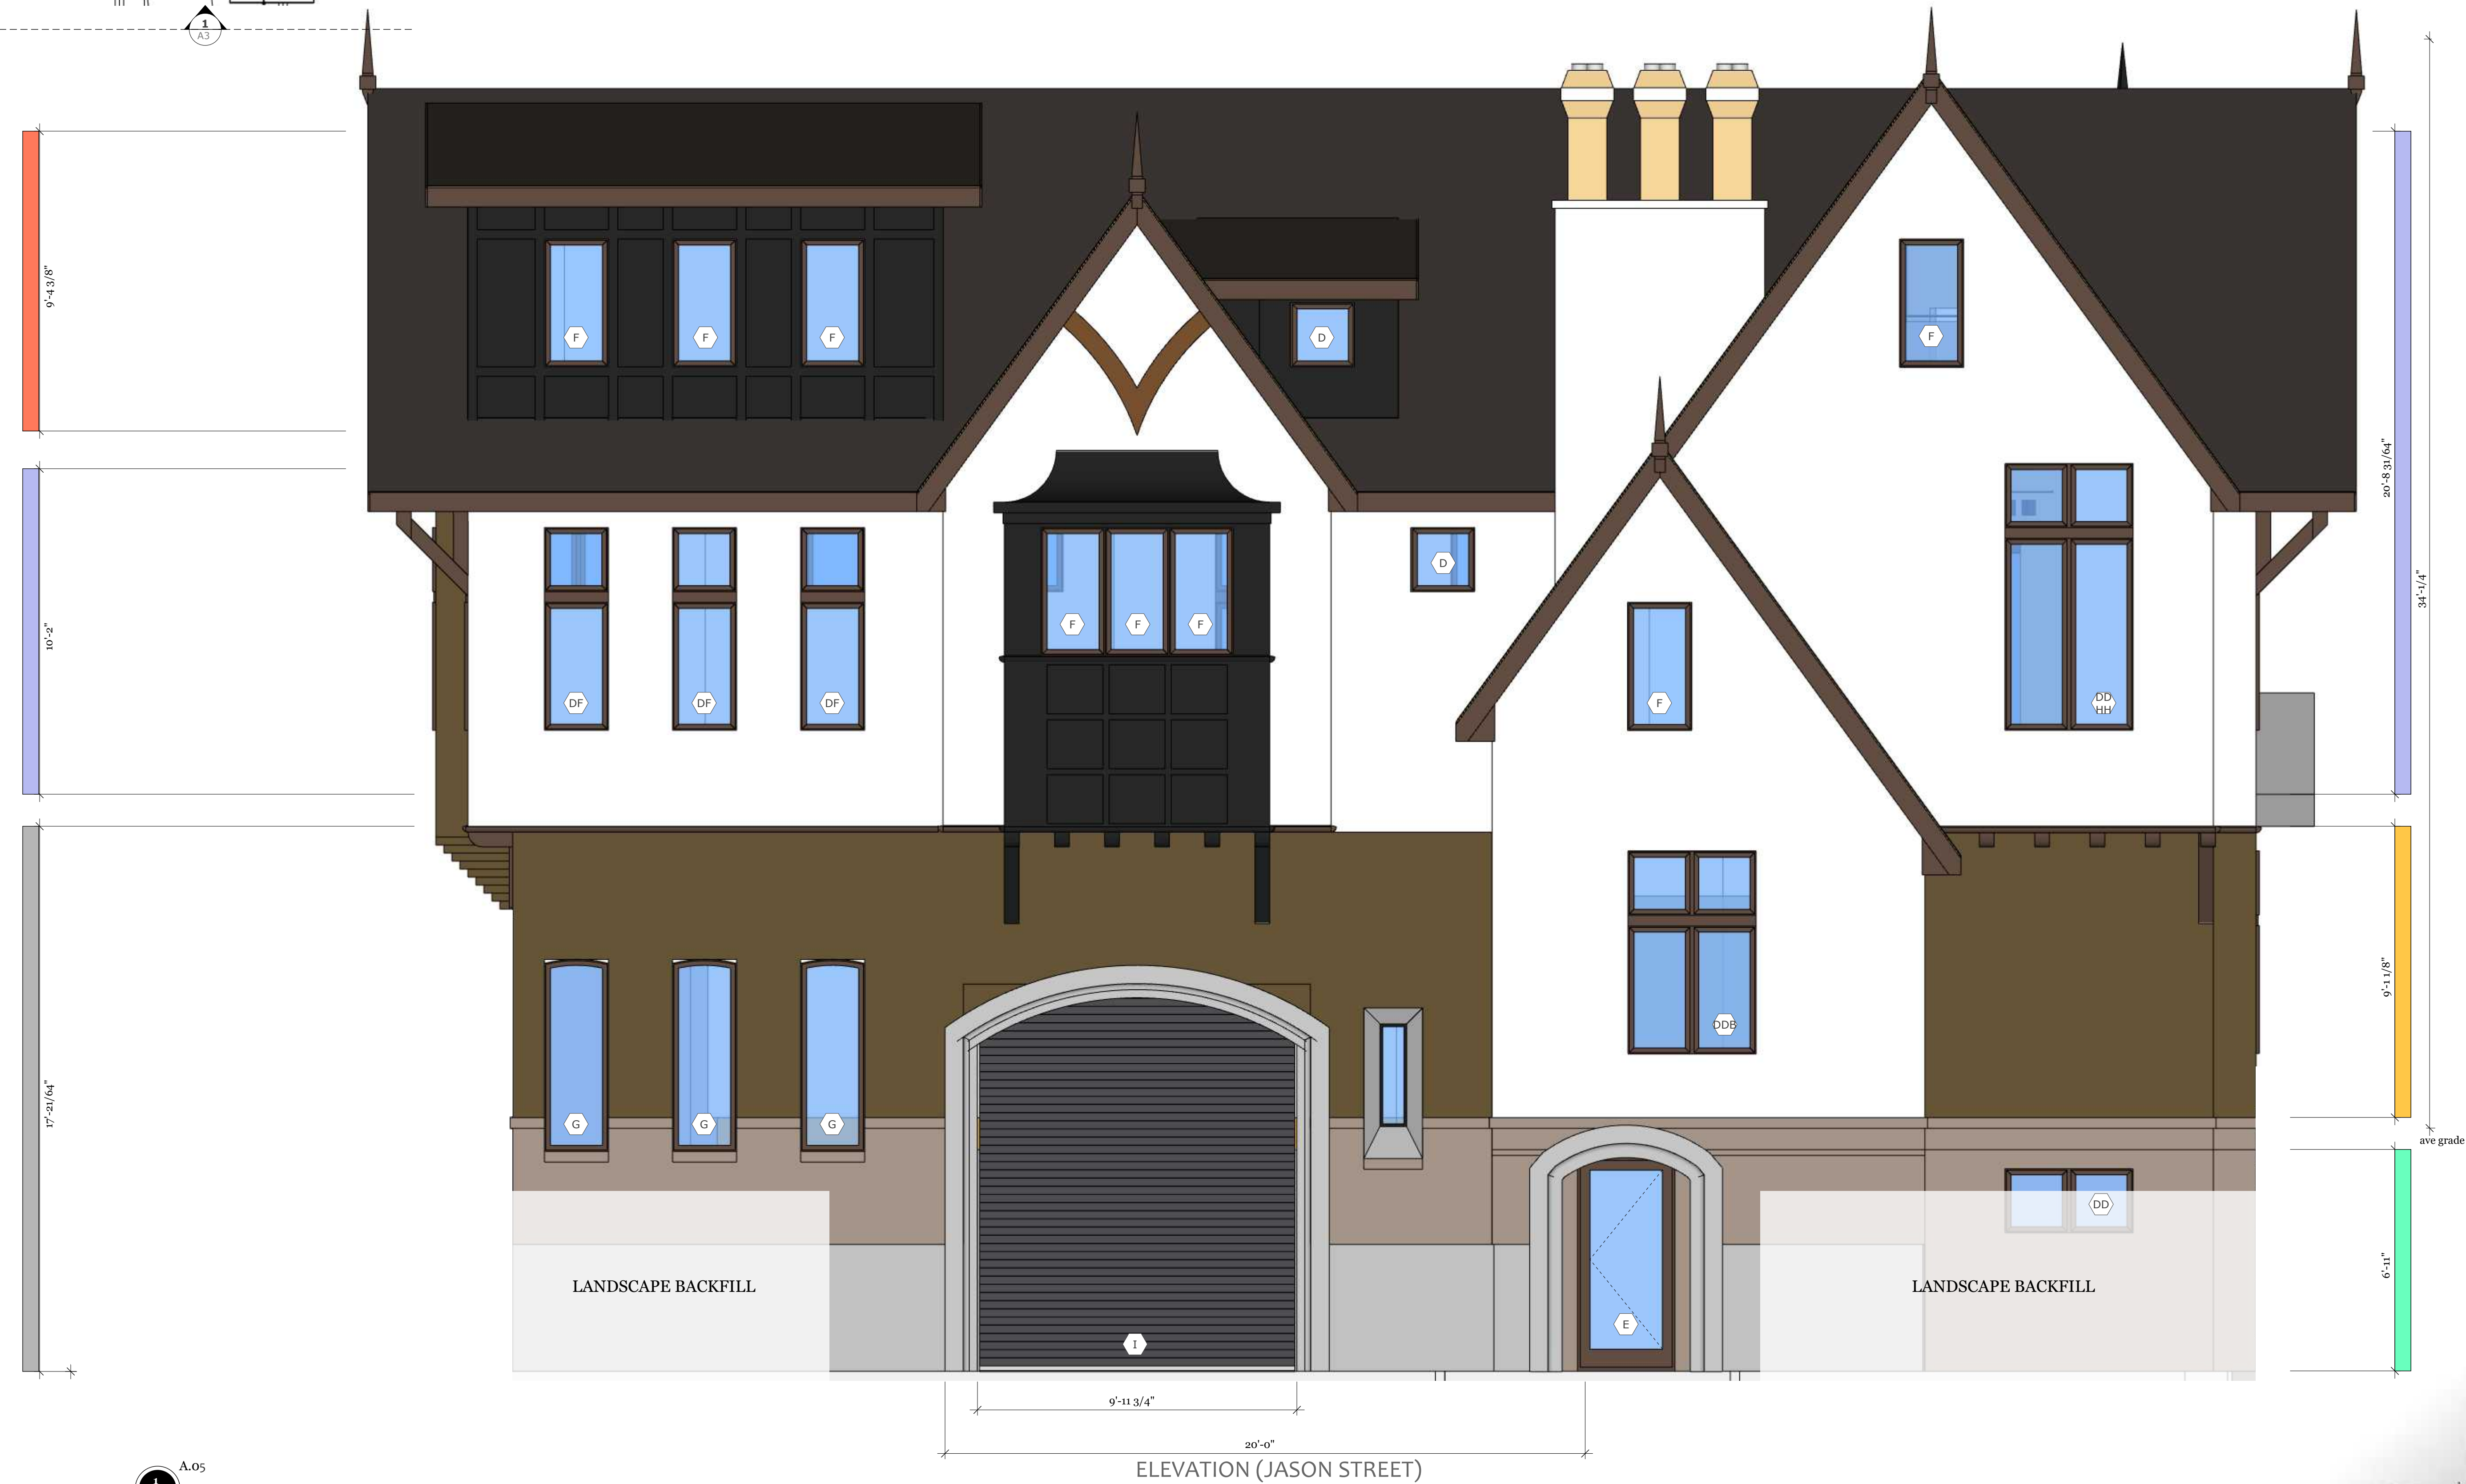 1
A3
9'-4 3/8"
20'-8 31/64"
34'-1/4"
F
F
F
D
F
D
F
F
F
10'-2"
DF
DF
DF
F
DD
HH
9'-1 1/8"
DDB
17'-21/64"
G
G
G
ave grade
DD
6'-11"
LANDSCAPE BACKFILL
LANDSCAPE BACKFILL
E
I
9'-11 3/4"
20'-0"
ELEVATION (JASON STREET)
A.05
1